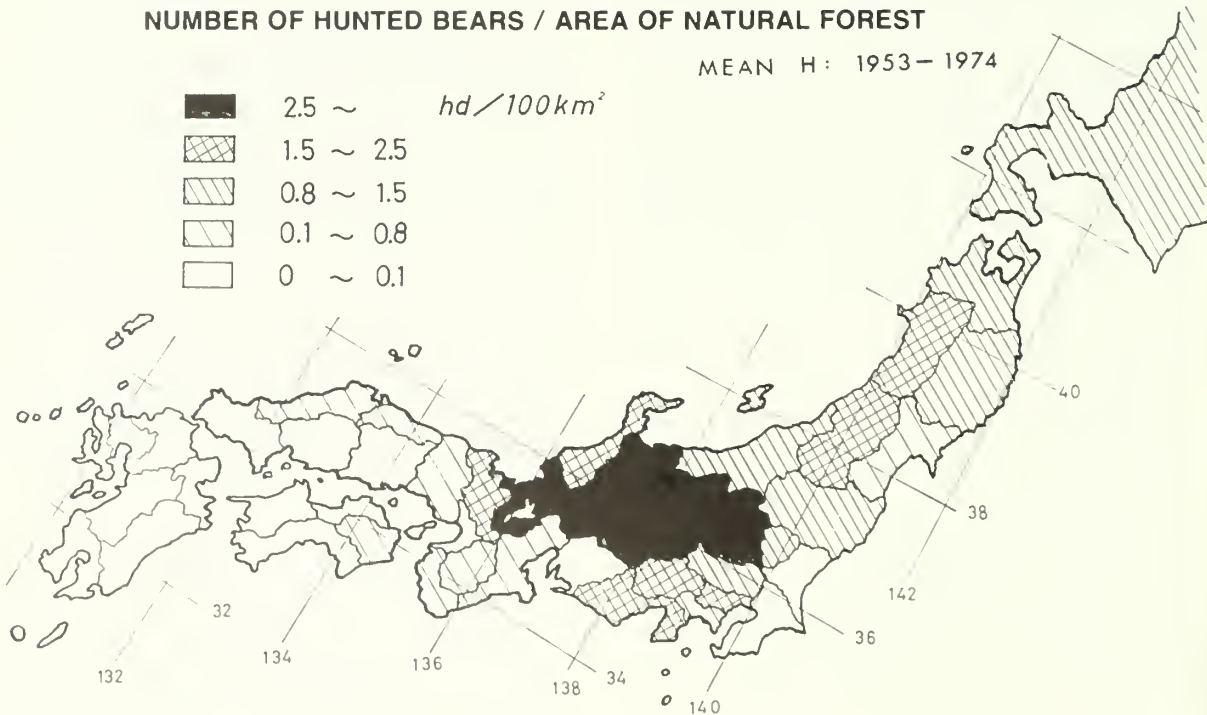 NUMBER OF HUNTED BEARS / AREA OF NATURAL FOREST
MEAN H: 1953–1974
2.5 ~ hd/100km²
1.5 ~ 2.5
0.8 ~ 1.5
0.1 ~ 0.8
0 ~ 0.1
40
38
142
36
32
134
136
34
132
138
140